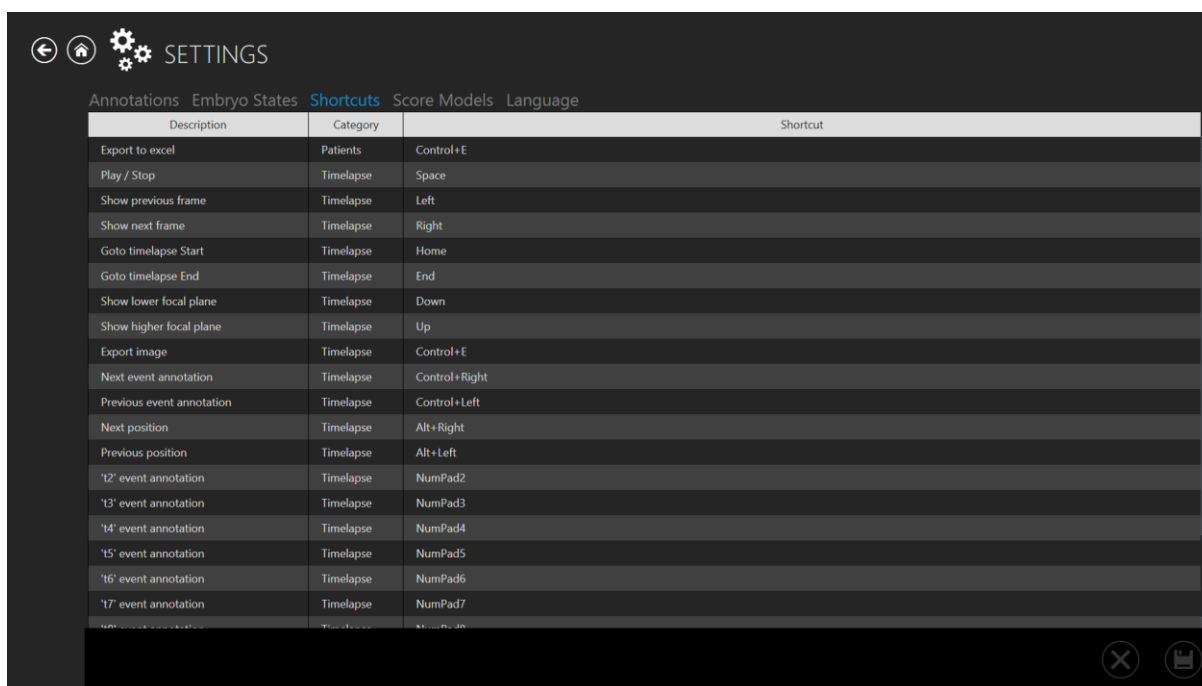 SETTINGS
Annotations Embryo States Shortcuts Score Models Language
Description Category Shortcut
Export to excel Patients Control+E
Play / Stop Timelapse Space
Show previous frame Timelapse Left
Show next frame Timelapse Right
Goto timelapse Start Timelapse Home
Goto timelapse End Timelapse End
Show lower focal plane Timelapse Down
Show higher focal plane Timelapse Up
Export image Timelapse Control+E
Next event annotation Timelapse Control+Right
Previous event annotation Timelapse Control+Left
Next position Timelapse Alt+Right
Previous position Timelapse Alt+Left
't2' event annotation Timelapse NumPad2
't3' event annotation Timelapse NumPad3
't4' event annotation Timelapse NumPad4
't5' event annotation Timelapse NumPad5
't6' event annotation Timelapse NumPad6
't7' event annotation Timelapse NumPad7